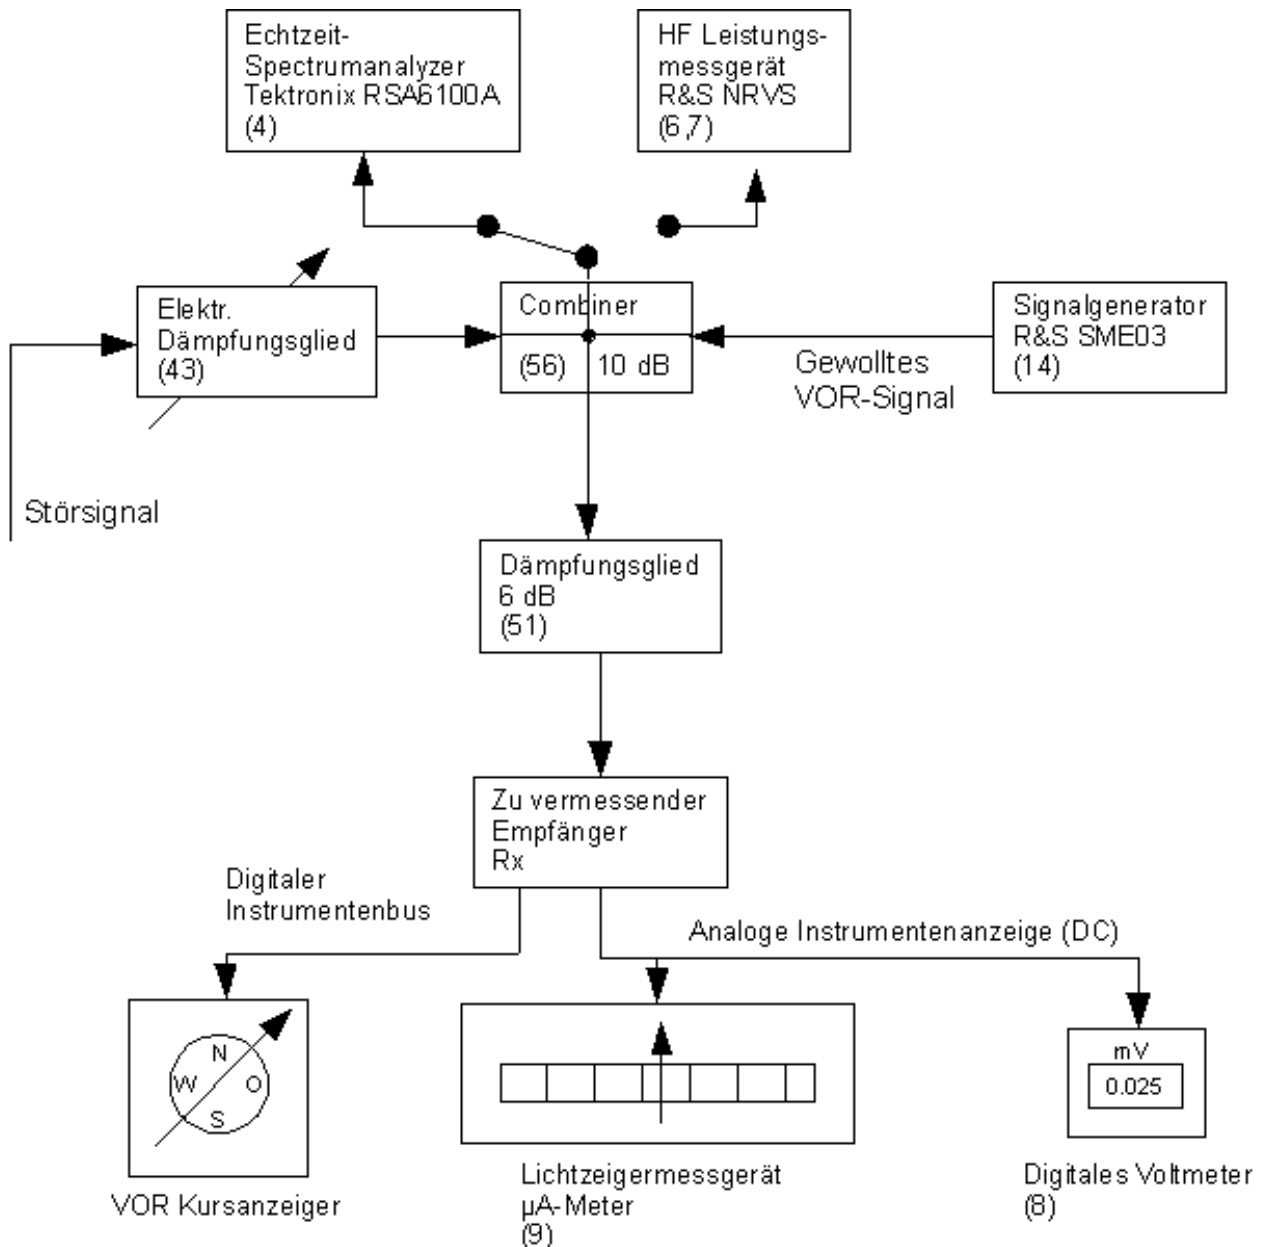 Echtzeit-
Spectrumanalyzer
Tektronix RSA6100A
(4)
HF Leistungs-
messgerät
R&S NRVS
(6,7)
Elektr.
Dämpfungsglied
(43)
Combiner
(56) 10 dB
Signalgenerator
R&S SME03
(14)
Gewolltes
VOR-Signal
Störsignal
Dämpfungsglied
6 dB
(51)
Zu vermessender
Empfänger
Rx
Digitaler
Instrumentenbus
Analoge Instrumentenanzeige (DC)
N
W O
S
VOR Kursanzeiger
Lichtzeigermessgerät
µA-Meter
(9)
mV
0.025
Digitales Voltmeter
(8)